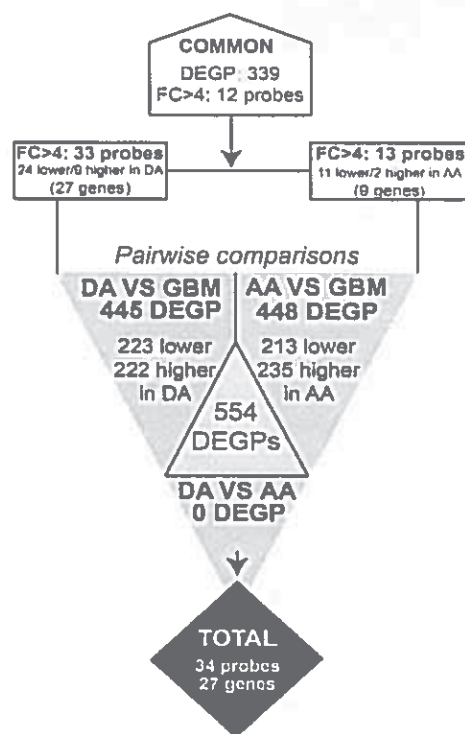 COMMON
DEGP: 339
FC>4: 12 probes
FC>4: 33 probes
24 lower/9 higher in DA
(27 genes)
FC>4: 13 probes
11 lower/2 higher in AA
(9 genes)
Pairwise comparisons
DA VS GBM
445 DEGP
223 lower
222 higher
in DA
AA VS GBM
448 DEGP
213 lower
235 higher
in AA
554
DEGPs
DA VS AA
0 DEGP
TOTAL
34 probes
27 genes